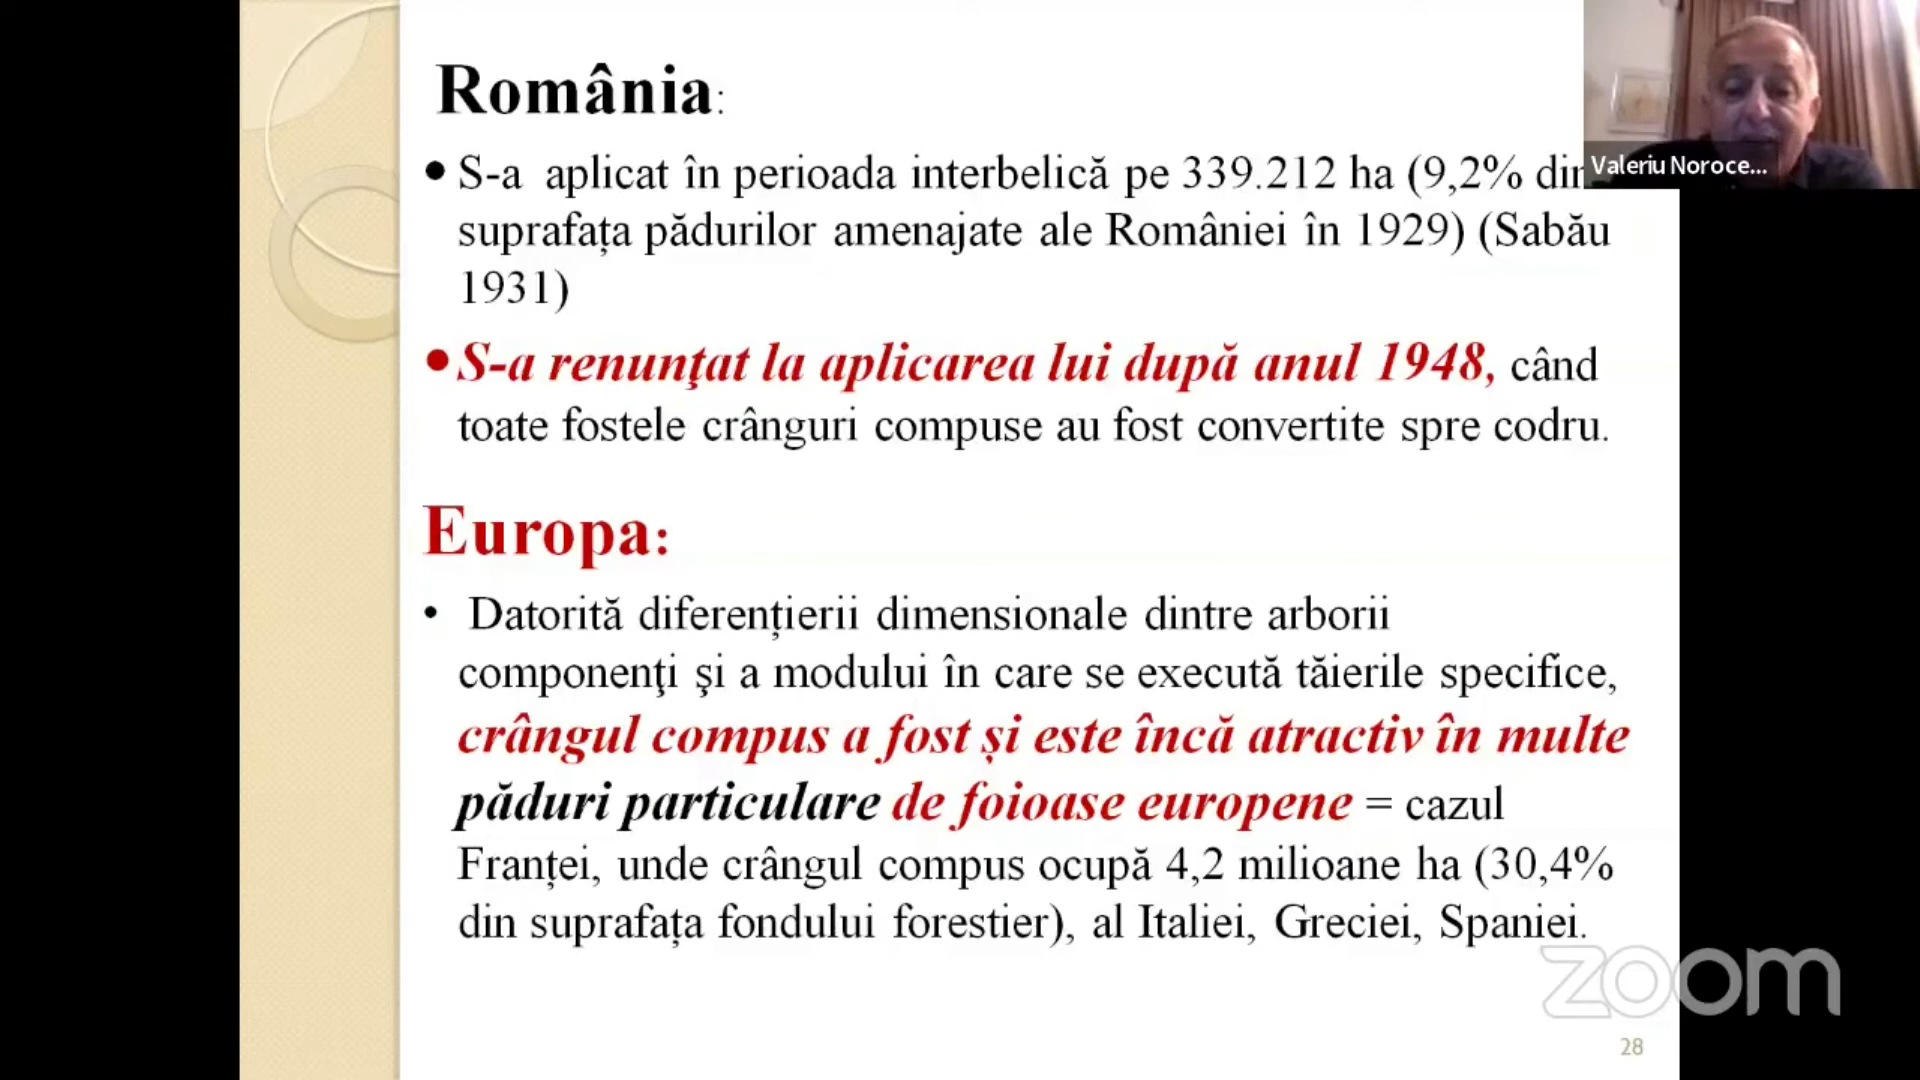 România:
• S-a aplicat în perioada interbelică pe 339.212 ha (9,2% din
suprafața pădurilor amenajate ale României în 1929) (Sabău
1931)
• S-a renunţat la aplicarea lui după anul 1948, când
toate fostele crânguri compuse au fost convertite spre codru.
Europa:
• Datorită diferențierii dimensionale dintre arborii
componenţi şi a modului în care se execută tăierile specifice,
crângul compus a fost și este încă atractiv în multe
păduri particulare de foioase europene = cazul
Franței, unde crângul compus ocupă 4,2 milioane ha (30,4%
din suprafața fondului forestier), al Italiei, Greciei, Spaniei.
Valeriu Noroce...
zoom
28